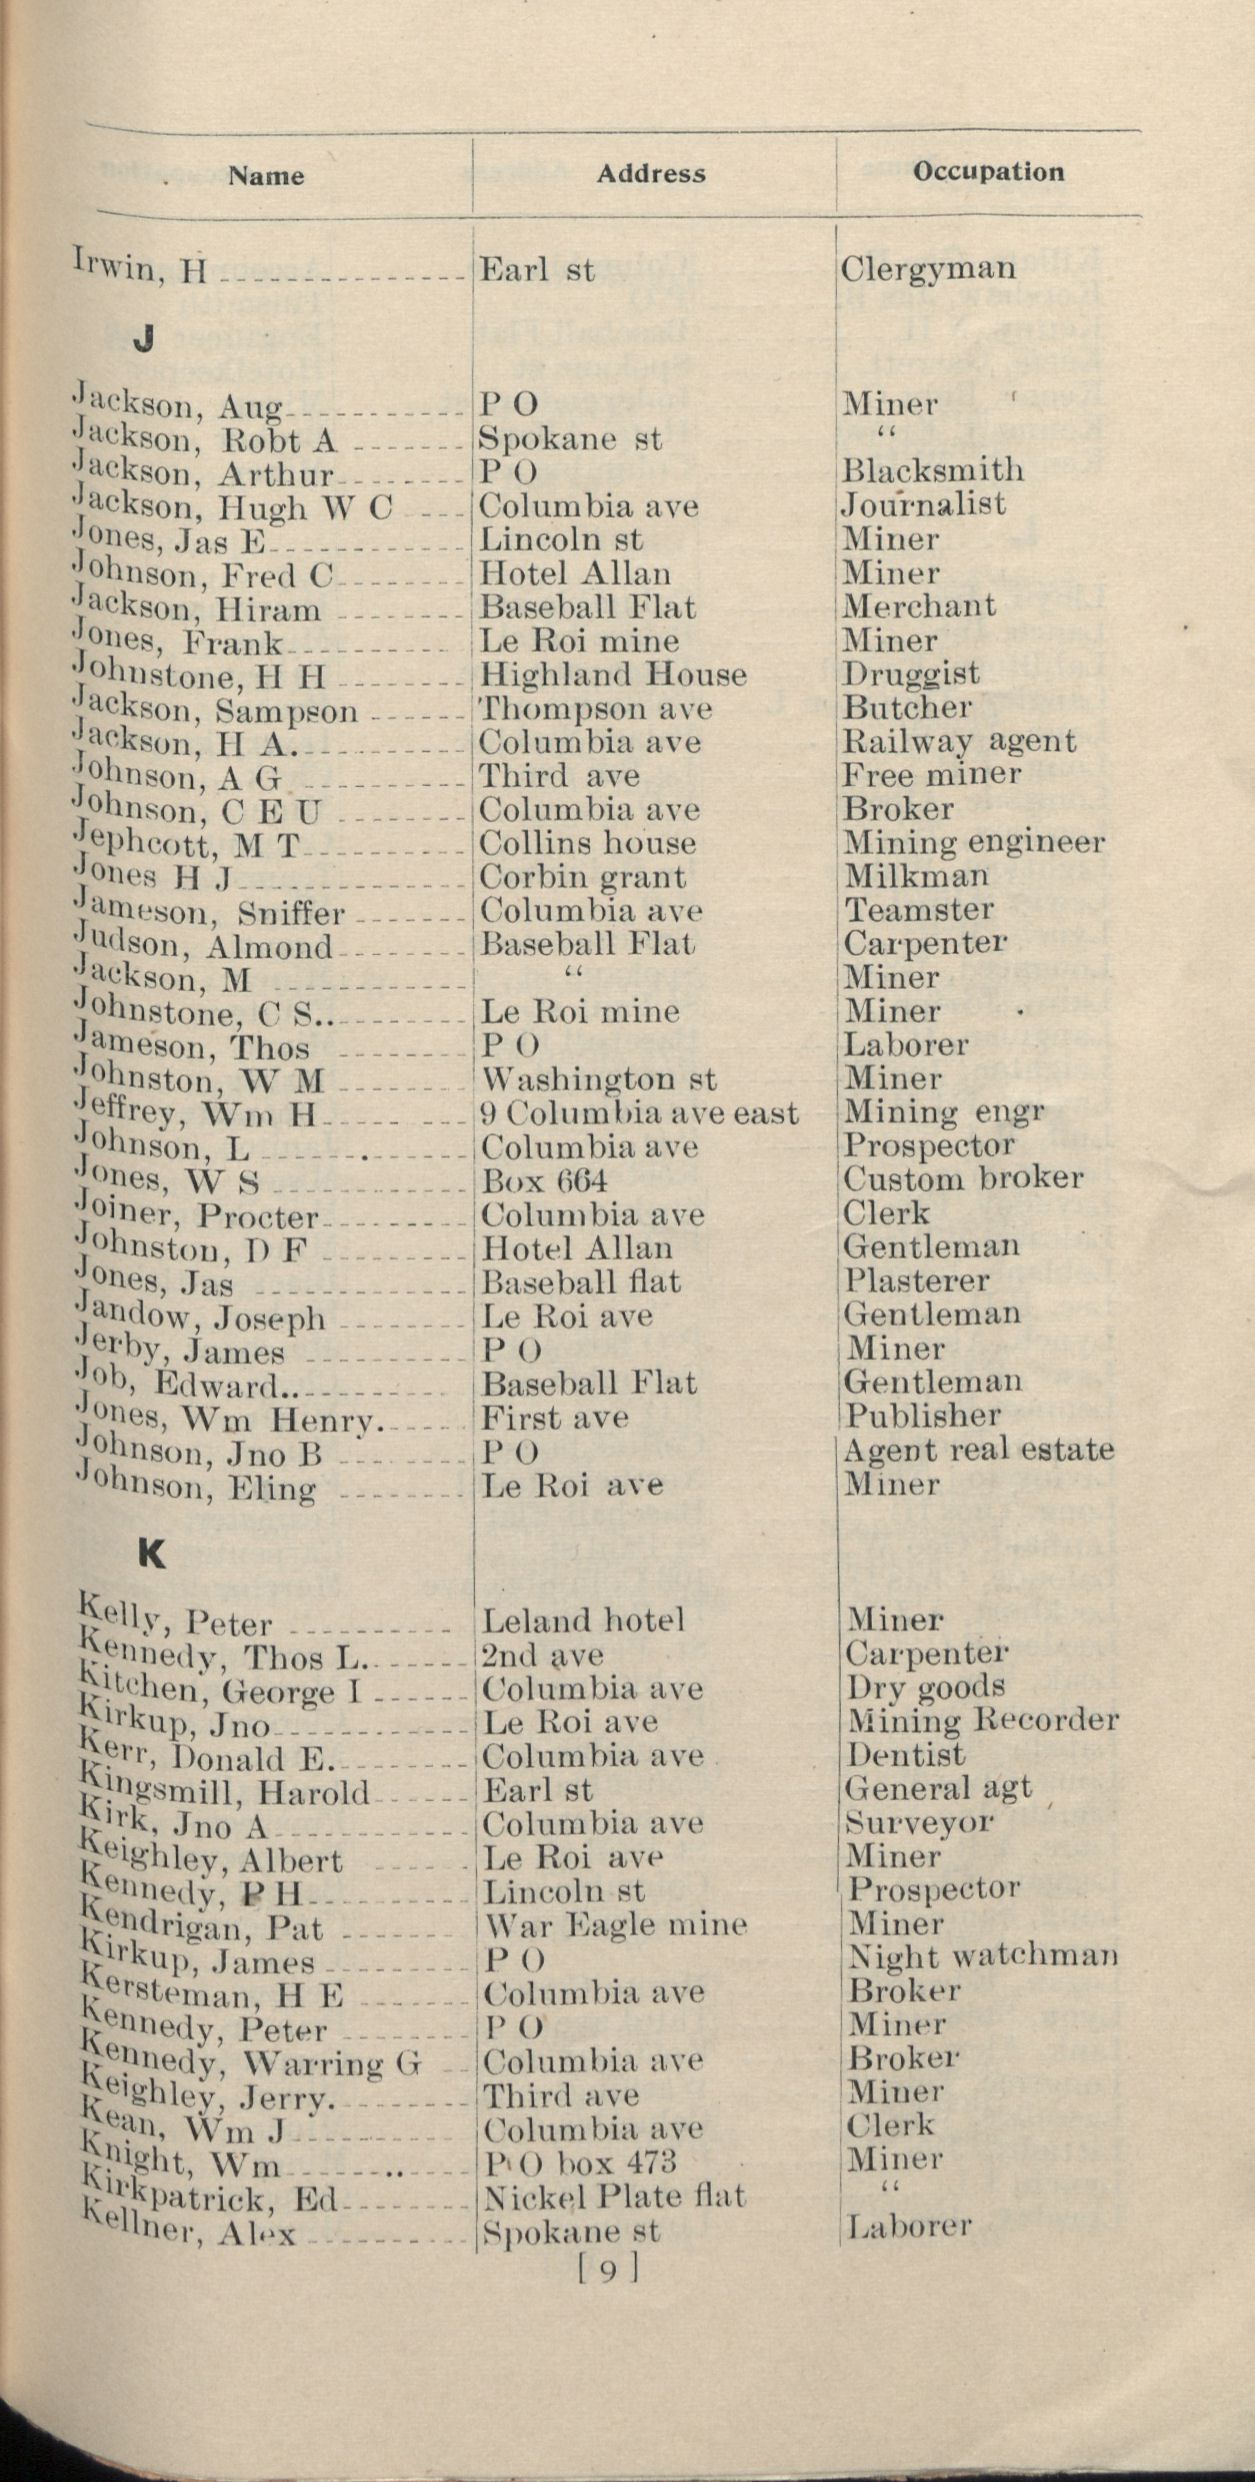 Name Address Occupation
Irwin, H Earl st Clergyman
J
Jackson, Aug P O Miner
Jackson, Robt A Spokane st “
Jackson, Arthur P O Blacksmith
Jackson, Hugh W C Columbia ave Journalist
Jones, Jas E Lincoln st Miner
Johnson, Fred C Hotel Allan Miner
Jackson, Hiram Baseball Flat Merchant
Jones, Frank Le Roi mine Miner
Johnstone, H H Highland House Druggist
Jackson, Sampson Thompson ave Butcher
Jackson, H A. Columbia ave Railway agent
Johnson, A G Third ave Free miner
Johnson, C E U Columbia ave Broker
Jephcott, M T Collins house Mining engineer
Jones H J Corbin grant Milkman
Jameson, Sniffer Columbia ave Teamster
Judson, Almond Baseball Flat Carpenter
Jackson, M “ Miner
Johnstone, C S.. Le Roi mine Miner
Jameson, Thos P O Laborer
Johnston, W M Washington st Miner
Jeffrey, Wm H 9 Columbia ave east Mining engr
Johnson, L Columbia ave Prospector
Jones, W S Box 664 Custom broker
Joiner, Procter Columbia ave Clerk
Johnston, D F Hotel Allan Gentleman
Jones, Jas Baseball flat Plasterer
Jandow, Joseph Le Roi ave Gentleman
Jerby, James P O Miner
Job, Edward.. Baseball Flat Gentleman
Jones, Wm Henry. First ave Publisher
Johnson, Jno B P O Agent real estate
Johnson, Eling Le Roi ave Miner
K
Kelly, Peter Leland hotel Miner
Kennedy, Thos L. 2nd ave Carpenter
Kitchen, George I Columbia ave Dry goods
Kirkup, Jno Le Roi ave Mining Recorder
Kerr, Donald E. Columbia ave Dentist
Kingsmill, Harold Earl st General agt
Kirk, Jno A Columbia ave Surveyor
Keighley, Albert Le Roi ave Miner
Kennedy, P H Lincoln st Prospector
Kendrigan, Pat War Eagle mine Miner
Kirkup, James P O Night watchman
Kersteman, H E Columbia ave Broker
Kennedy, Peter P O Miner
Kennedy, Warring G Columbia ave Broker
Keighley, Jerry. Third ave Miner
Kean, Wm J Columbia ave Clerk
Knight, Wm P O box 473 Miner
Kirkpatrick, Ed Nickel Plate flat “
Kellner, Alex Spokane st Laborer
[ 9 ]